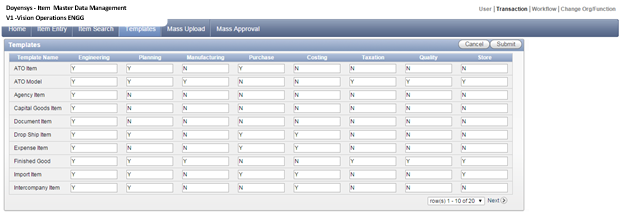 Doyensys - Item Master Data Management
User | Transaction | Workflow | Change Org/Function
V1 -Vision Operations ENGG
Home Item Entry Item Search Templates Mass Upload Mass Approval
Templates Cancel Submit
Template Name Engineering Planning Manufacturing Purchase Costing Taxation Quality Store
ATO Item Y Y N Y N N N N
ATO Model Y Y Y N N Y Y Y
Agency Item Y N N N N N N N
Capital Goods Item Y N N N N N N N
Document Item Y N N N N N N N
Drop Ship Item Y Y N Y Y N N N
Expense Item Y N N Y Y N N N
Finished Good Y Y Y N N Y Y Y
Import Item Y Y N Y Y N N Y
Intercompany Item Y Y N N Y N N N
row(s) 1 - 10 of 20 Next